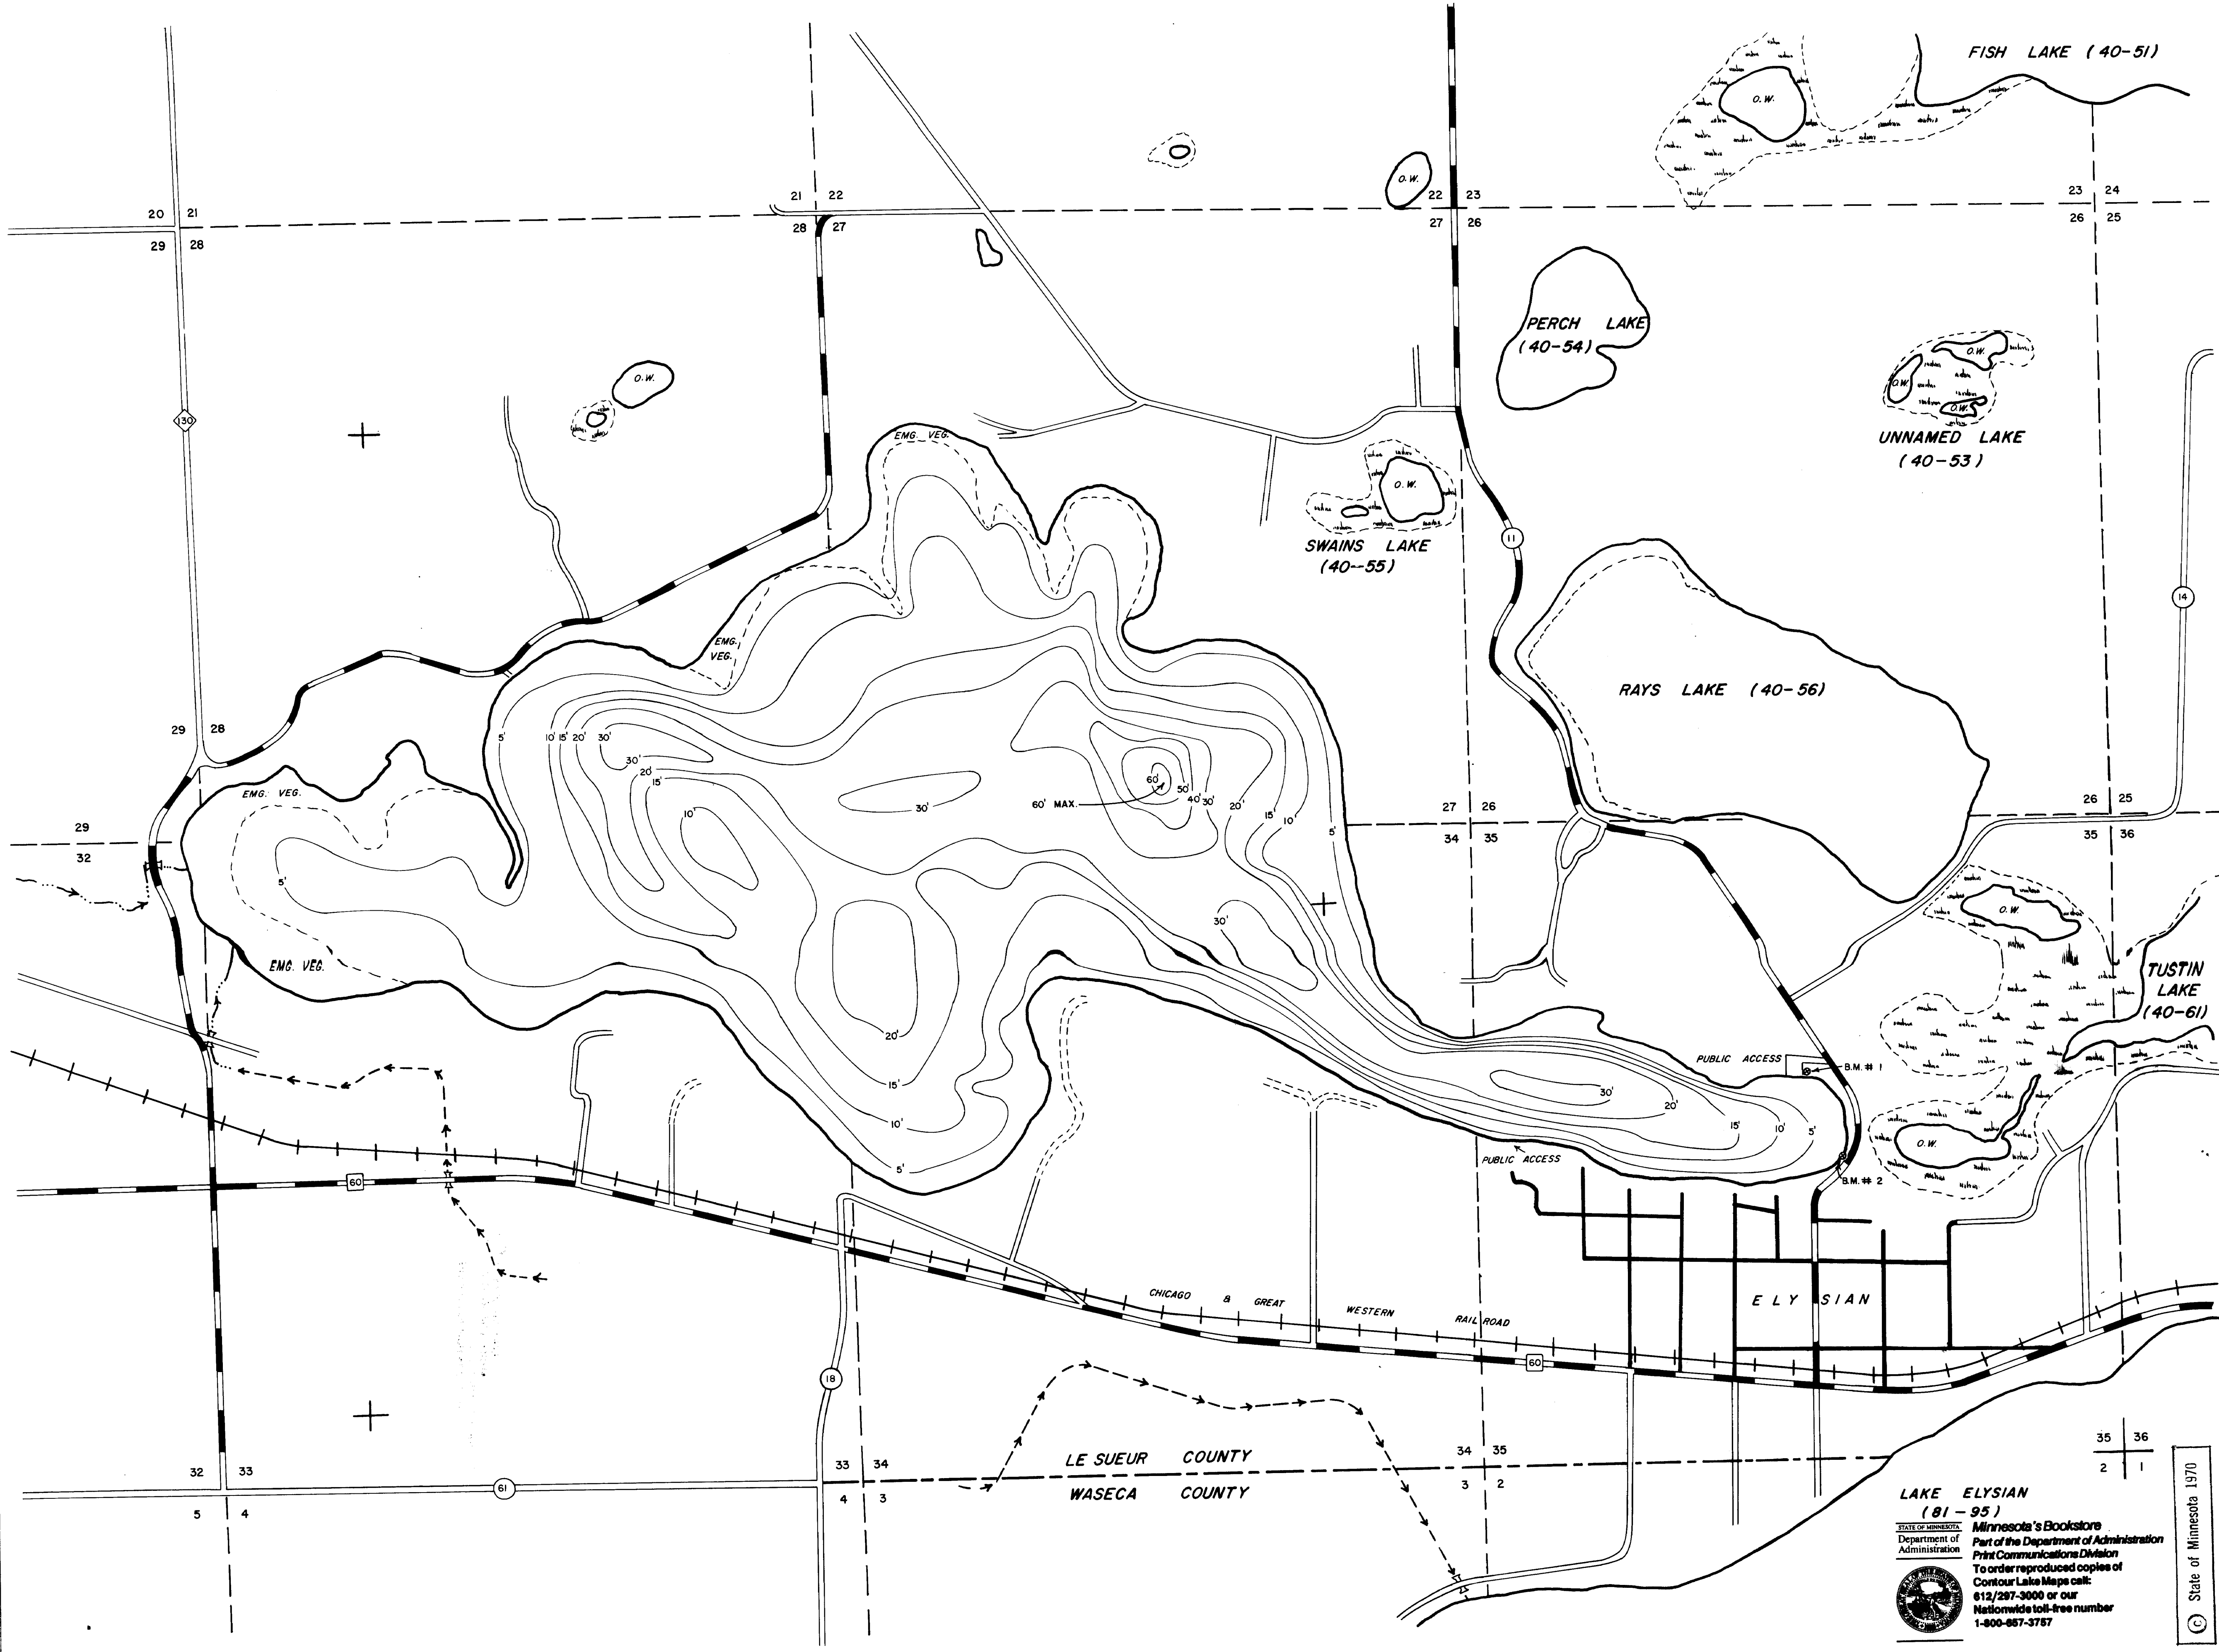 FISH LAKE (40-51)
O.W.
O.W.
20 21
29 28
21 22
28 27
22 23
27 26
23 24
26 25
PERCH LAKE
(40-54)
O.W.
O.W.
O.W.
UNNAMED LAKE
(40-53)
O.W.
130
EMG. VEG.
O.W.
SWAINS LAKE
(40-55)
11
14
EMG.
VEG.
RAYS LAKE (40-56)
29 28
5' 10' 15' 20' 30'
30'
20'
15'
10'
30'
60'
50'
40' 30'
20'
15'
10'
5'
60' MAX.
EMG. VEG.
29
32
5'
27 26
34 35
26 25
35 36
O.W.
30'
EMG. VEG.
TUSTIN
LAKE
(40-61)
20'
15'
10'
5'
PUBLIC ACCESS
B.M.# 1
30'
20'
15'
10'
5'
O.W.
PUBLIC ACCESS
B.M.# 2
60
CHICAGO & GREAT WESTERN RAILROAD
ELYSIAN
60
18
LE SUEUR COUNTY
WASECA COUNTY
32 33
5 4
61
33 34
4 3
34 35
3 2
35 36
2 1
LAKE ELYSIAN
(81-95)
STATE OF MINNESOTA
Department of
Administration
Minnesota's Bookstore
Part of the Department of Administration
Print Communications Division
To order reproduced copies of
Contour Lake Maps call:
612/297-3000 or our
Nationwide toll-free number
1-800-657-3757
© State of Minnesota 1970